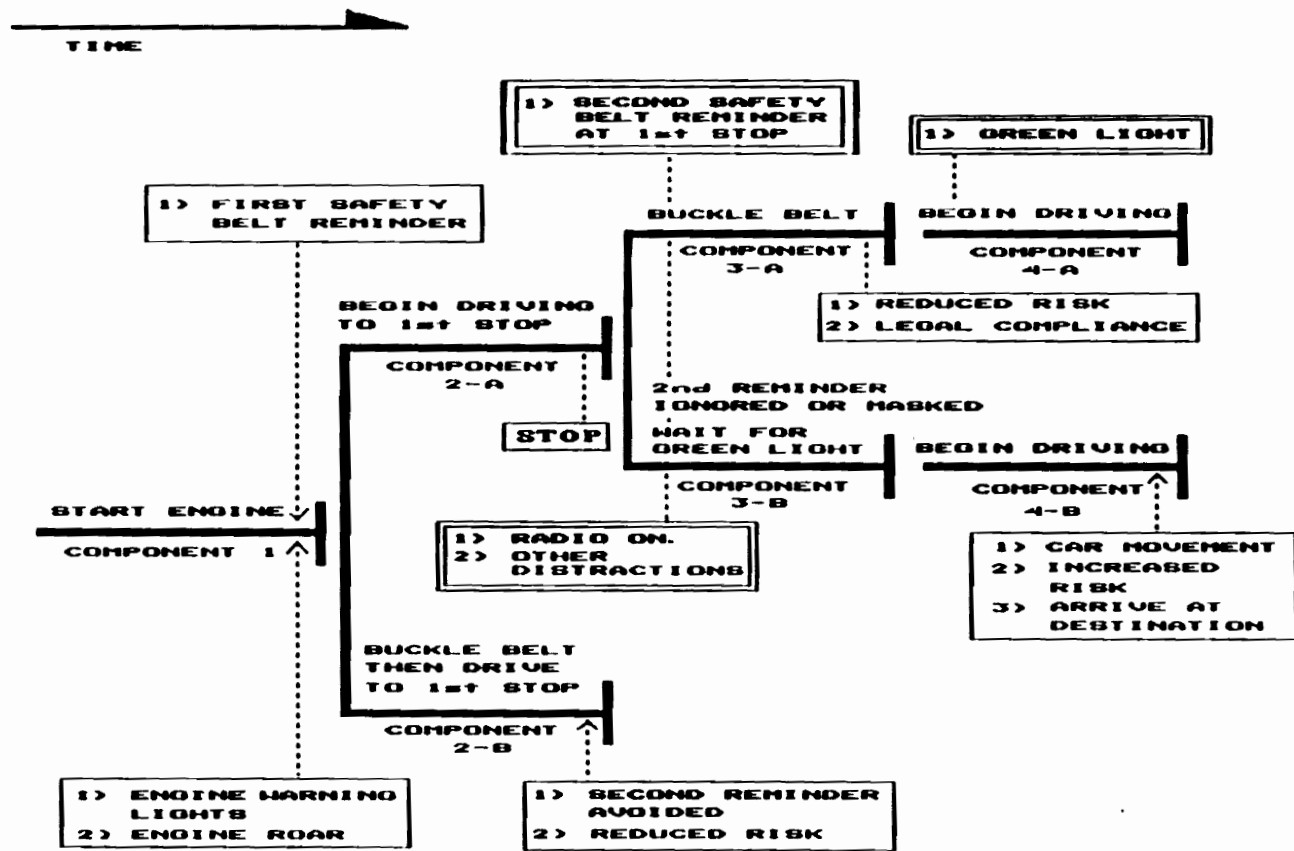 TIME
1) SECOND SAFETY
BELT REMINDER
AT 1st STOP
1) GREEN LIGHT
1) FIRST SAFETY
BELT REMINDER
BUCKLE BELT
COMPONENT
3-A
BEGIN DRIVING
COMPONENT
4-A
1) REDUCED RISK
2) LEGAL COMPLIANCE
BEGIN DRIVING
TO 1st STOP
COMPONENT
2-A
STOP
2nd REMINDER
IGNORED OR MASKED
WAIT FOR
GREEN LIGHT
COMPONENT
3-B
BEGIN DRIVING
COMPONENT
4-B
START ENGINE
COMPONENT 1
1) RADIO ON.
2) OTHER
DISTRACTIONS
1) CAR MOVEMENT
2) INCREASED
RISK
3) ARRIVE AT
DESTINATION
BUCKLE BELT
THEN DRIVE
TO 1st STOP
COMPONENT
2-B
1) ENGINE WARNING
LIGHTS
2) ENGINE ROAR
1) SECOND REMINDER
AVOIDED
2) REDUCED RISK